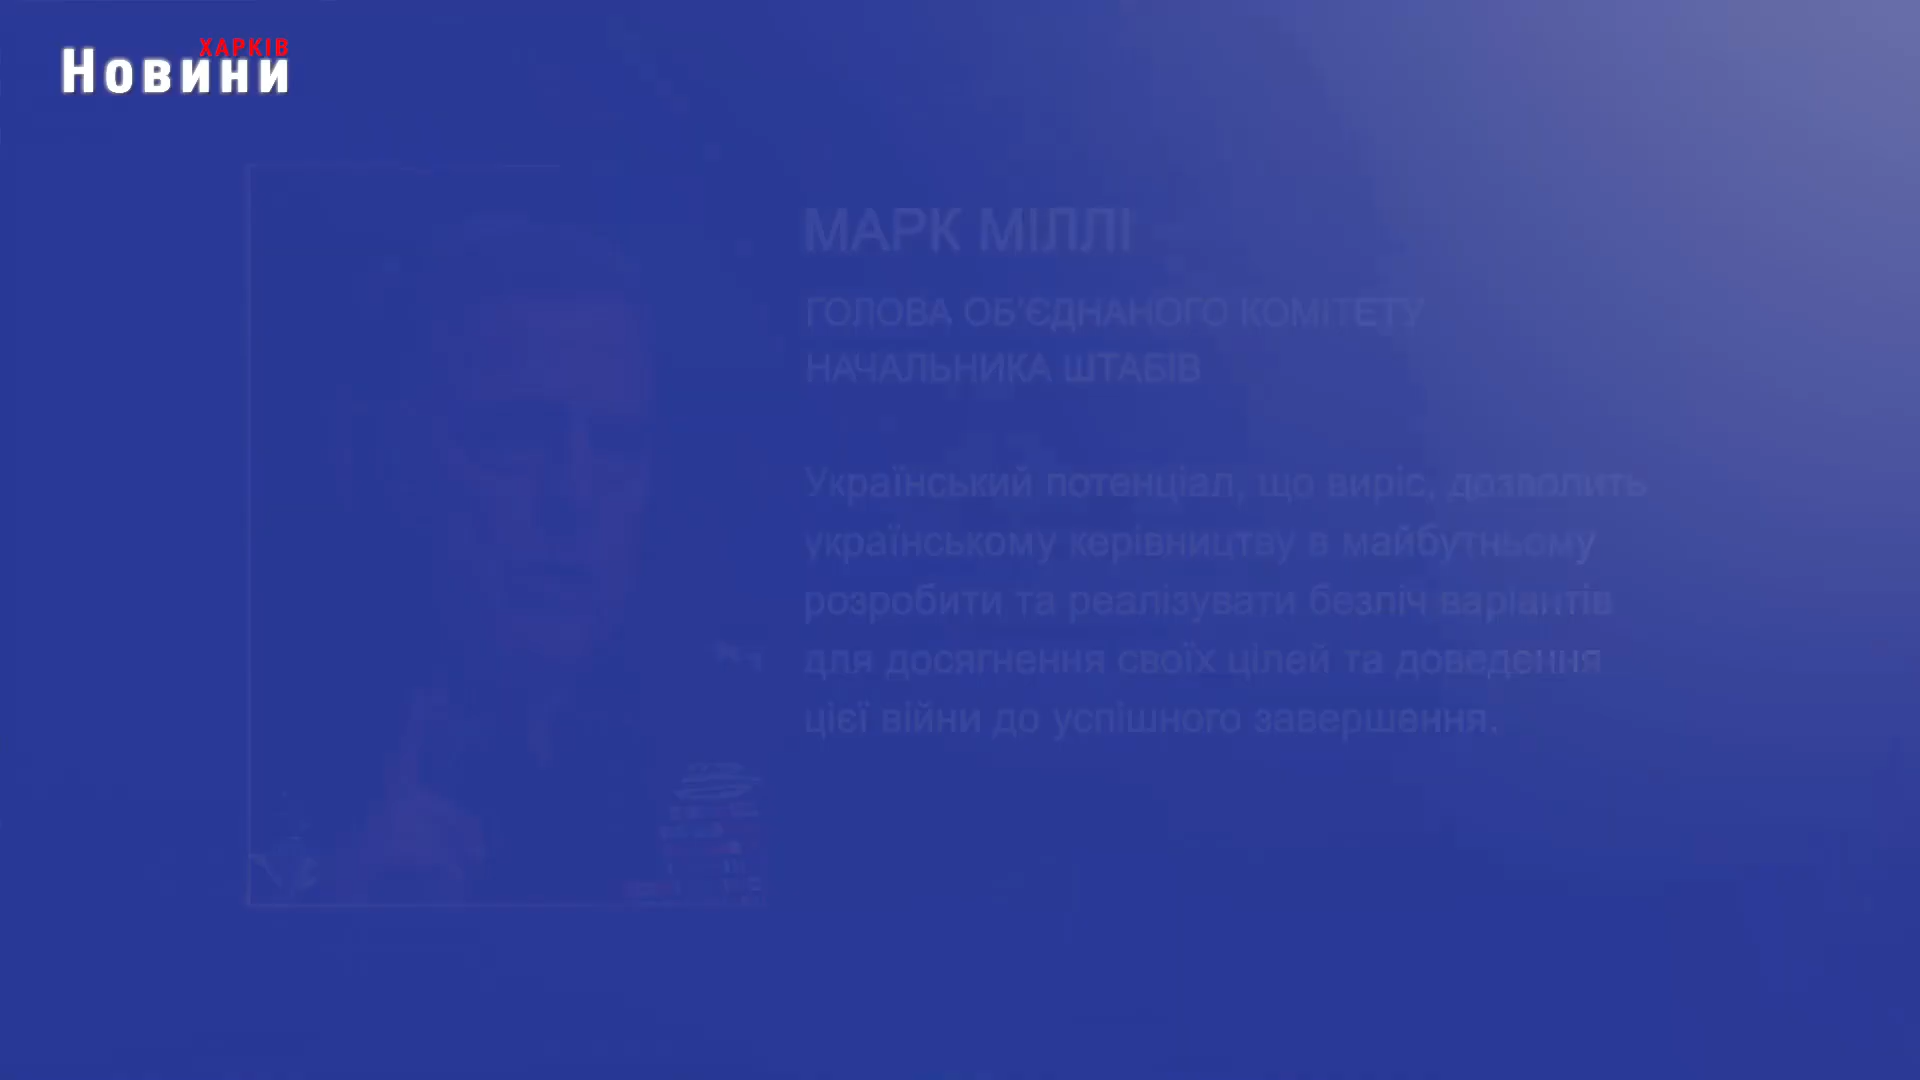 ХАРКІВ
Новини
МАРК МІЛЛІ
ГОЛОВА ОБ'ЄДНАНОГО КОМІТЕТУ
НАЧАЛЬНИКА ШТАБІВ
Український потенціал, що виріс, дозволить
українському керівництву в майбутньому
розробити та реалізувати безліч варіантів
для досягнення своїх цілей та доведення
цієї війни до успішного завершення.